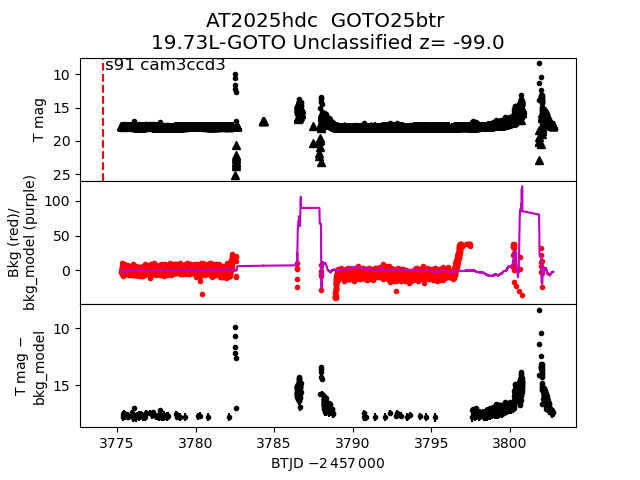 AT2025hdc  GOTO25btr
19.73L-GOTO Unclassified z= -99.0
s91 cam3ccd3
10
15
20
25
T mag
100
50
0
Bkg (red)/
bkg_model (purple)
10
15
T mag −
bkg_model
3775
3780
3785
3790
3795
3800
BTJD −2 457 000